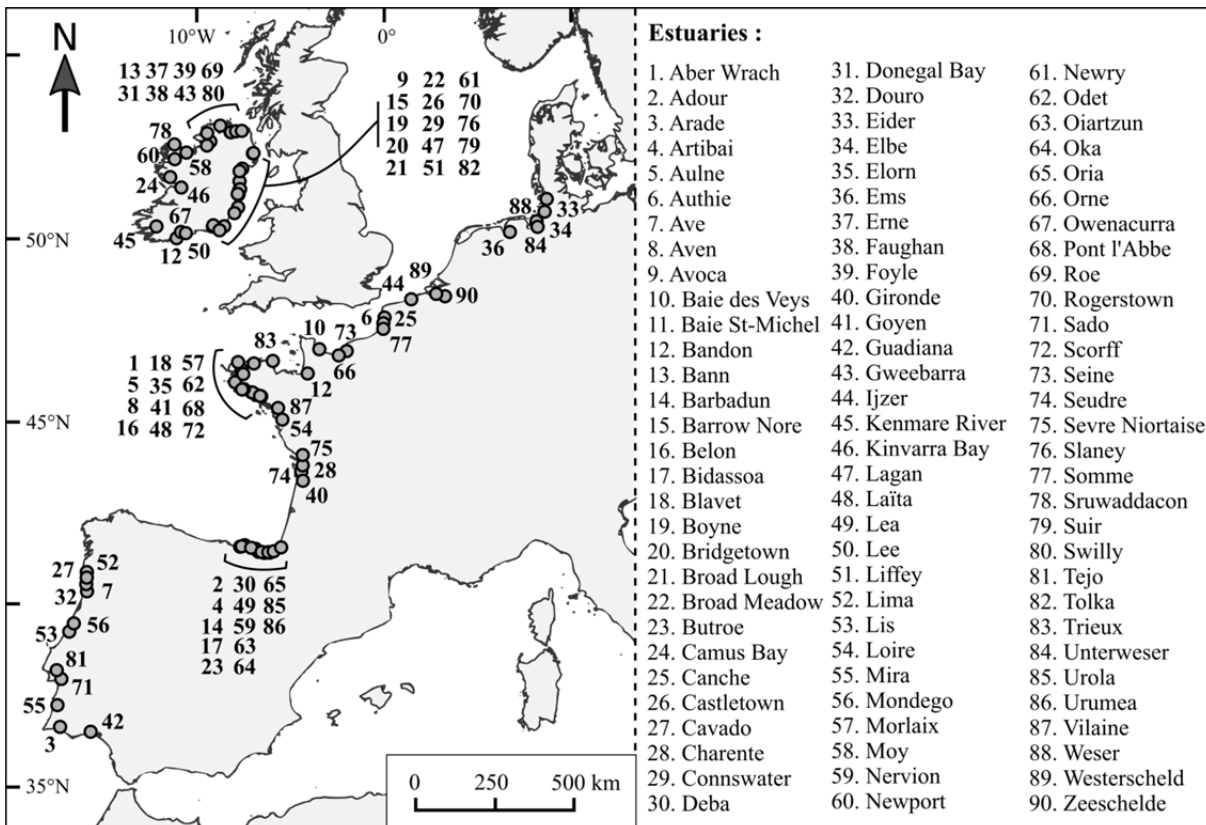 N
10°W
0°
50°N
45°N
35°N
13 37 39 69
31 38 43 80
9 22 61
15 26 70
19 29 76
20 47 79
21 51 82
78
60
58
24
46
67
45
12
50
88
33
36
84
34
89
44
90
6
25
10
73
77
83
66
12
1 18 57
5 35 62
8 41 68
16 48 72
87
54
75
74
28
40
2 30 65
4 49 85
14 59 86
17 63
23 64
27
52
32
7
53
56
81
71
55
42
3
0 250 500 km
Estuaries :
1. Aber Wrach
2. Adour
3. Arade
4. Artibai
5. Aulne
6. Authie
7. Ave
8. Aven
9. Avoca
10. Baie des Veys
11. Baie St-Michel
12. Bandon
13. Bann
14. Barbadun
15. Barrow Nore
16. Belon
17. Bidassoa
18. Blavet
19. Boyne
20. Bridgetown
21. Broad Lough
22. Broad Meadow
23. Butroe
24. Camus Bay
25. Canche
26. Castletown
27. Cavado
28. Charente
29. Connswater
30. Deba
31. Donegal Bay
32. Douro
33. Eider
34. Elbe
35. Elorn
36. Ems
37. Erne
38. Faughan
39. Foyle
40. Gironde
41. Goyen
42. Guadiana
43. Gweebarra
44. Ijzer
45. Kenmare River
46. Kinvarra Bay
47. Lagan
48. Laïta
49. Lea
50. Lee
51. Liffey
52. Lima
53. Lis
54. Loire
55. Mira
56. Mondego
57. Morlaix
58. Moy
59. Nervion
60. Newport
61. Newry
62. Odet
63. Oiartzun
64. Oka
65. Oria
66. Orne
67. Owenacurra
68. Pont l'Abbe
69. Roe
70. Rogerstown
71. Sado
72. Scorff
73. Seine
74. Seudre
75. Sevre Niortaise
76. Slaney
77. Somme
78. Sruwaddacon
79. Suir
80. Swilly
81. Tejo
82. Tolka
83. Trieux
84. Unterweser
85. Urola
86. Urumea
87. Vilaine
88. Weser
89. Westerscheld
90. Zeeschelde